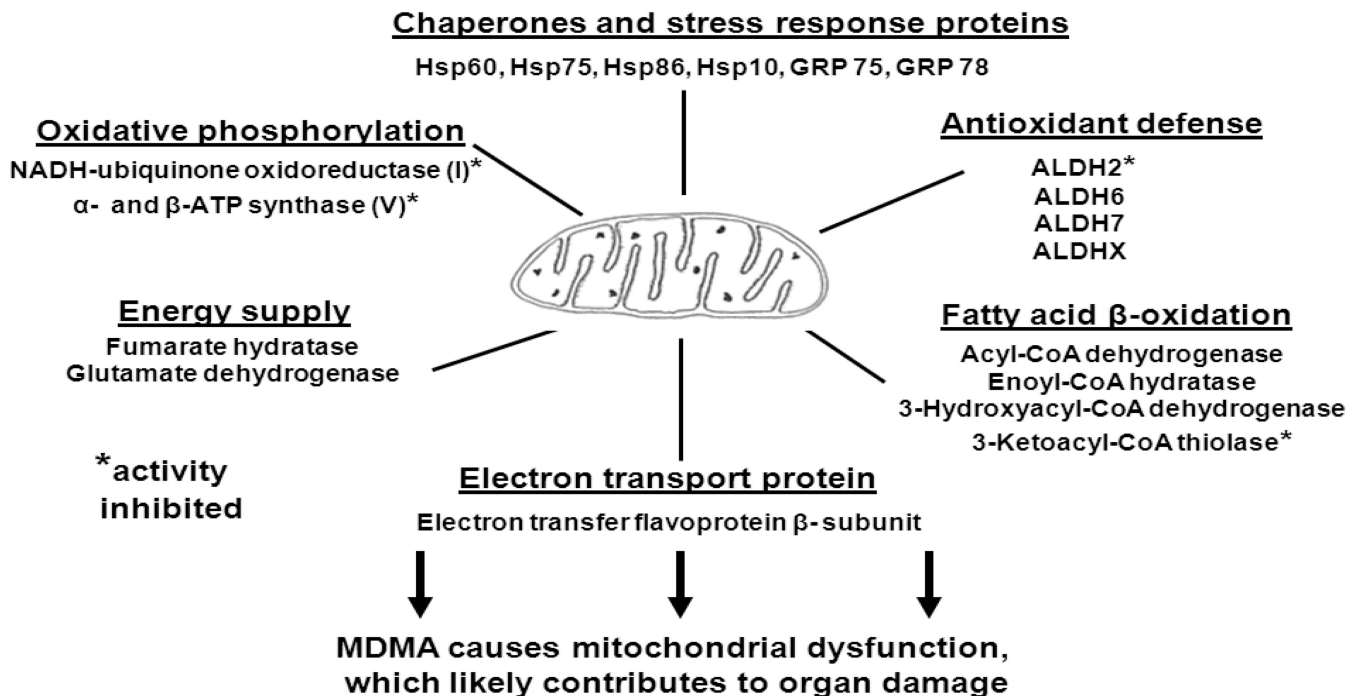 Chaperones and stress response proteins
Hsp60, Hsp75, Hsp86, Hsp10, GRP 75, GRP 78
Oxidative phosphorylation
NADH-ubiquinone oxidoreductase (I)*
α- and β-ATP synthase (V)*
Antioxidant defense
ALDH2*
ALDH6
ALDH7
ALDHX
Energy supply
Fumarate hydratase
Glutamate dehydrogenase
Fatty acid β-oxidation
Acyl-CoA dehydrogenase
Enoyl-CoA hydratase
3-Hydroxyacyl-CoA dehydrogenase
3-Ketoacyl-CoA thiolase*
*activity
inhibited
Electron transport protein
Electron transfer flavoprotein β- subunit
MDMA causes mitochondrial dysfunction,
which likely contributes to organ damage